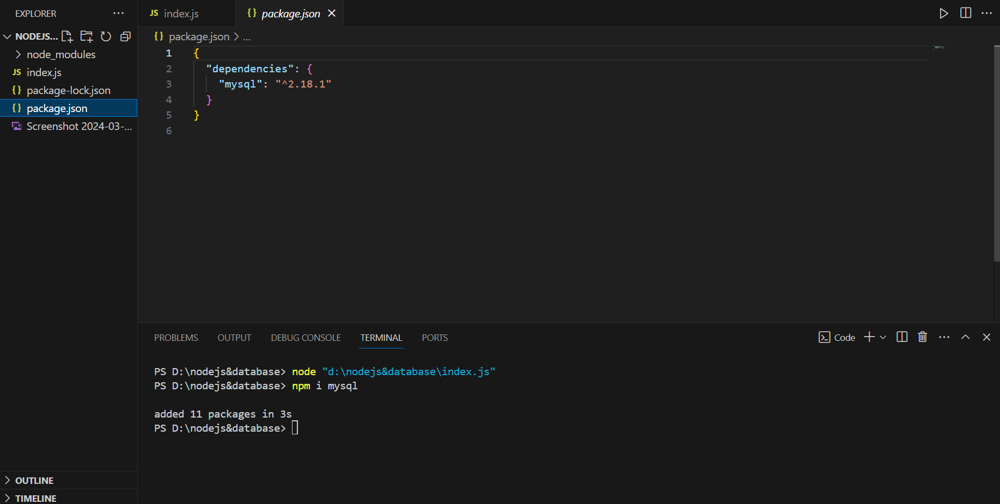 EXPLORER
NODEJS...
node_modules
JS index.js
{} package-lock.json
{} package.json
Screenshot 2024-03-...
OUTLINE
TIMELINE
JS index.js
{} package.json
{} package.json > ...
1 {
2 "dependencies": {
3 "mysql": "^2.18.1"
4 }
5 }
6
PROBLEMS OUTPUT DEBUG CONSOLE TERMINAL PORTS
Code
PS D:\nodejs&database> node "d:\nodejs&database\index.js"
PS D:\nodejs&database> npm i mysql
added 11 packages in 3s
PS D:\nodejs&database>